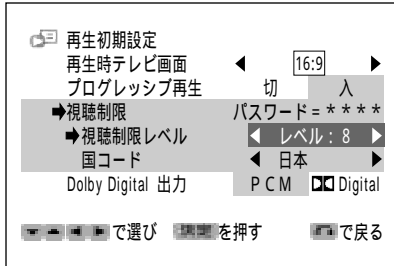 再生初期設定
再生時テレビ画面 ◀ 16:9 ▶
プログレッシブ再生 切 入
➡視聴制限 パスワード=****
➡視聴制限レベル ◀ レベル:8 ▶
国コード ◀ 日本 ▶
Dolby Digital 出力 PCM Digital
で選び を押す で戻る